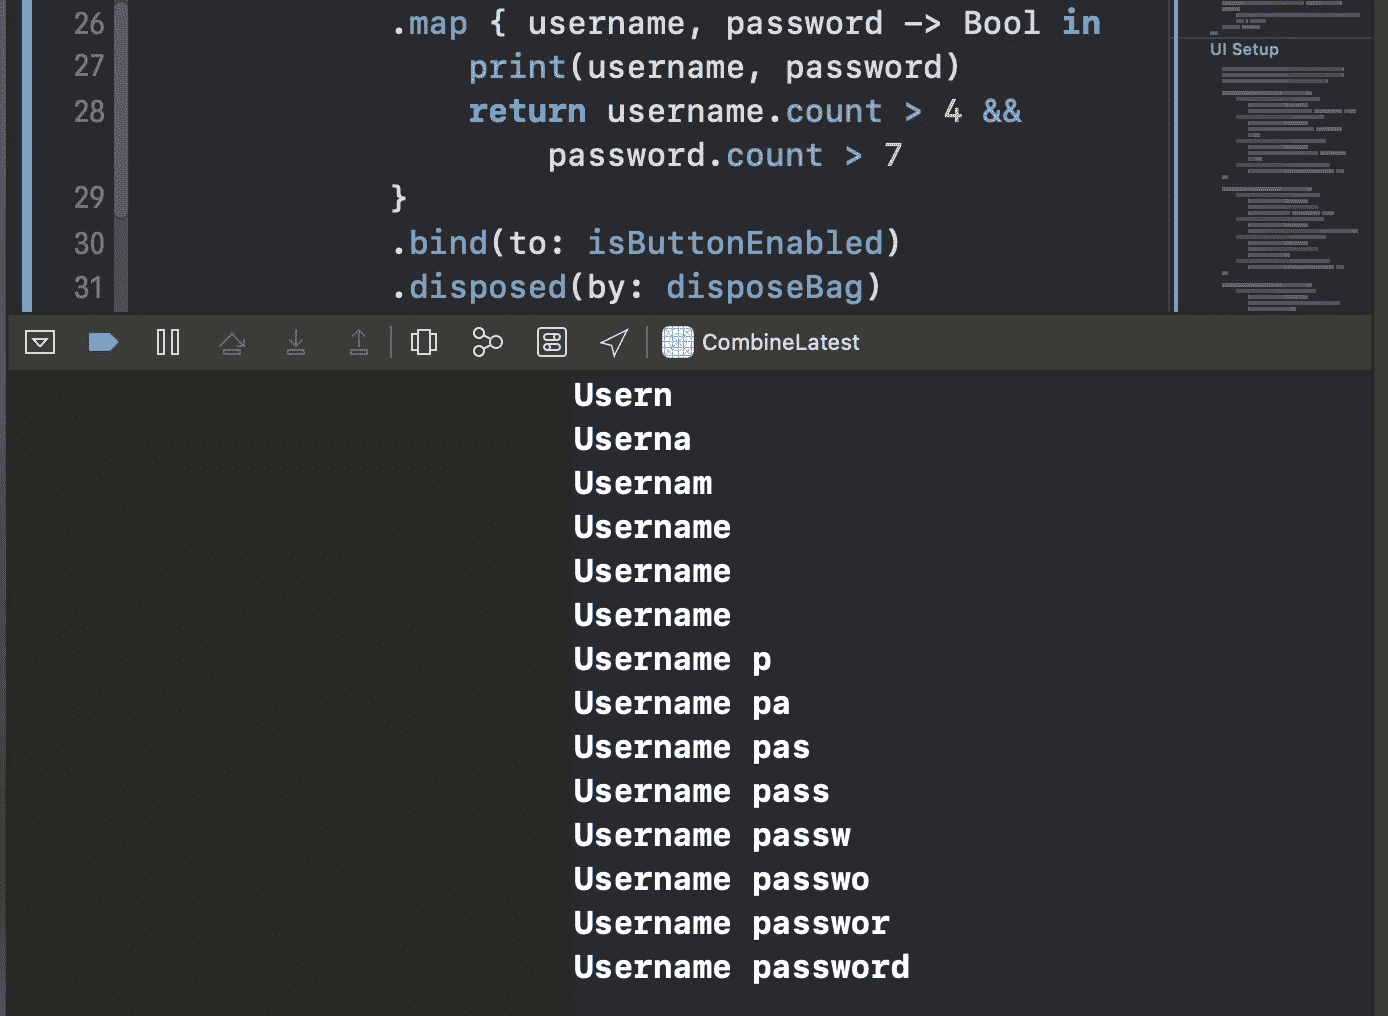 26 .map { username, password -> Bool in
27 print(username, password)
28 return username.count > 4 &&
password.count > 7
29 }
30 .bind(to: isButtonEnabled)
31 .disposed(by: disposeBag)
UI Setup
CombineLatest
Usern
Userna
Usernam
Username
Username
Username
Username p
Username pa
Username pas
Username pass
Username passw
Username passwo
Username passwor
Username password